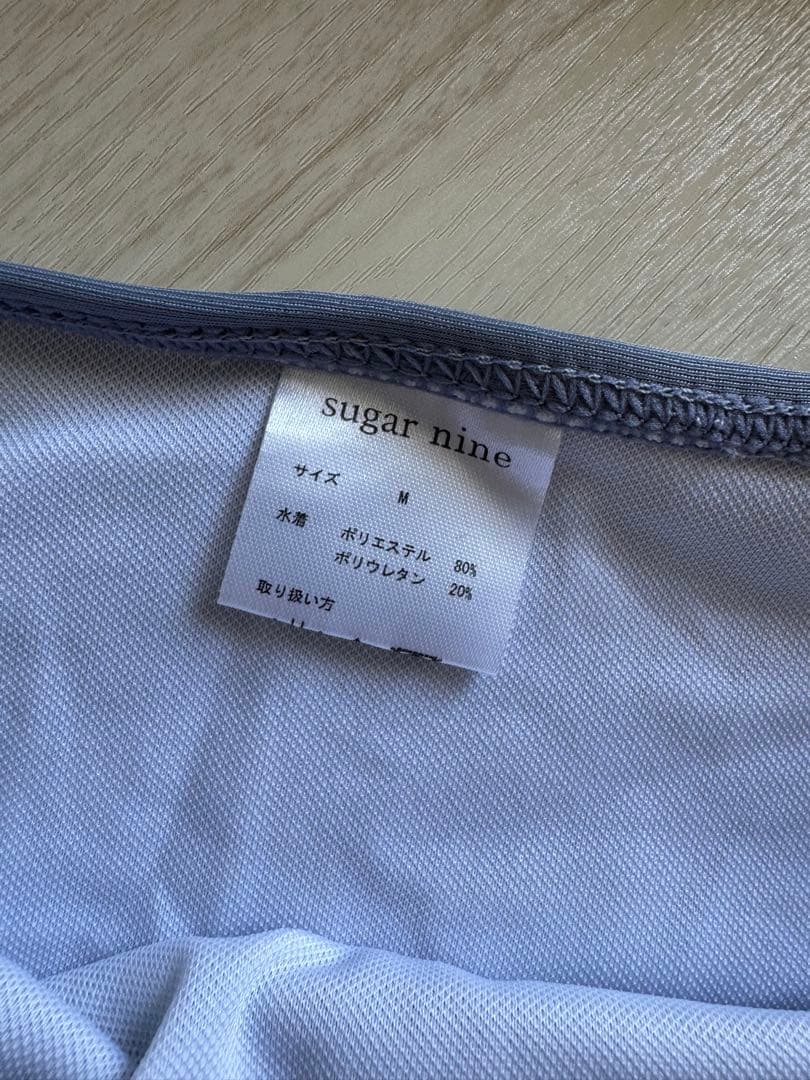 sugar nine
サイズ M
水着 ポリエステル 80%
ポリウレタン 20%
取り扱い方